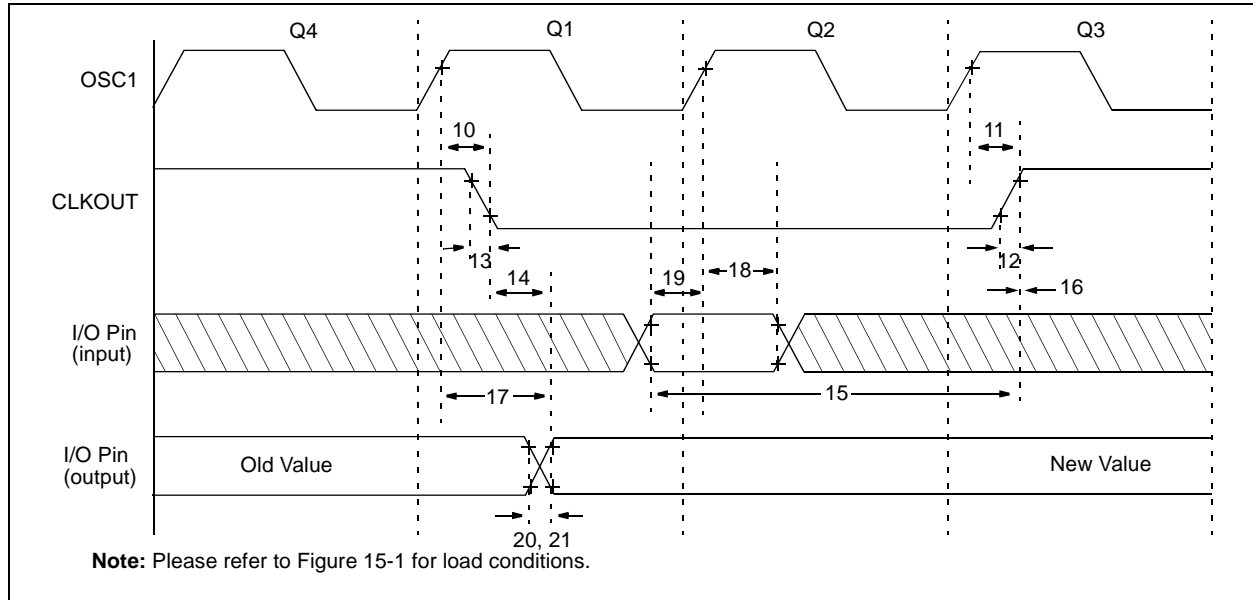 Q4 Q1 Q2 Q3
OSC1
10 11
CLKOUT
13 12
14 19 18 16
I/O Pin
(input)
17 15
I/O Pin
(output)
Old Value New Value
20, 21
Note: Please refer to Figure 15-1 for load conditions.